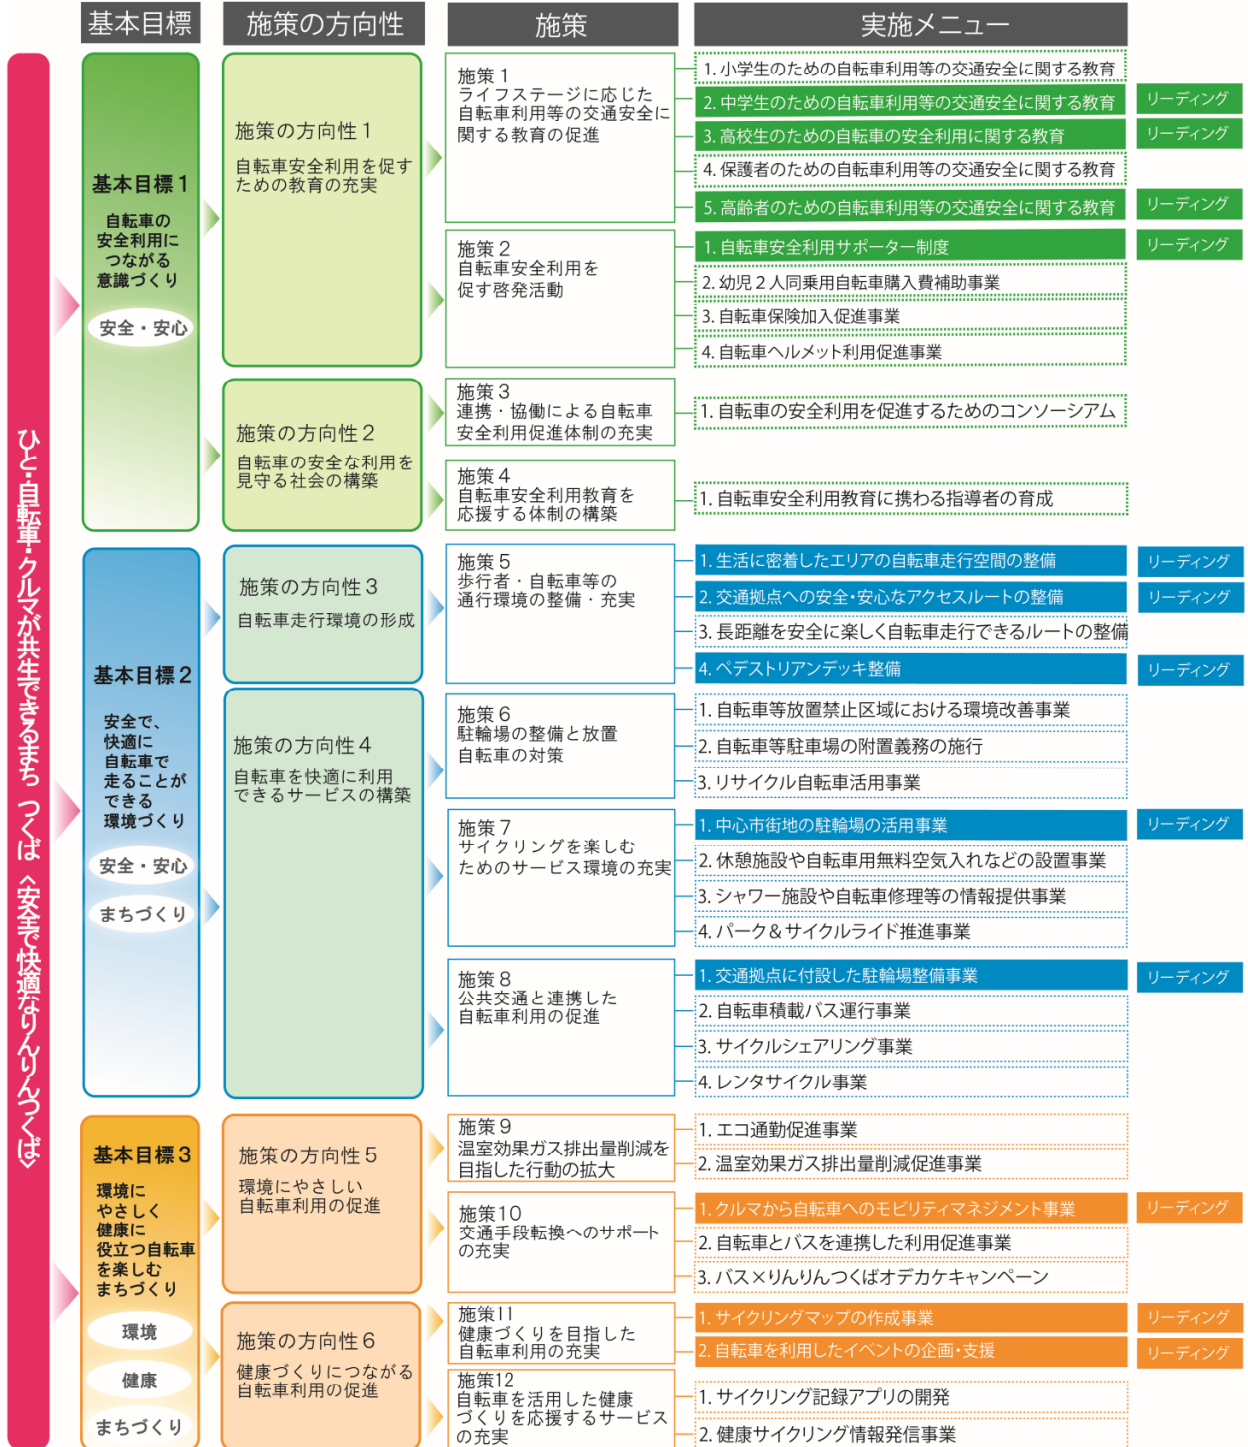 基本目標
施策の方向性
施策
実施メニュー
ひと・自転車・クルマが共生できるまち つくば <安全で快適なりんりんつくば>
基本目標1
自転車の
安全利用に
つながる
意識づくり
安全・安心
施策の方向性1
自転車安全利用を促す
ための教育の充実
施策1
ライフステージに応じた
自転車利用等の交通安全に
関する教育の促進
1. 小学生のための自転車利用等の交通安全に関する教育
2. 中学生のための自転車利用等の交通安全に関する教育
リーディング
3. 高校生のための自転車の安全利用に関する教育
リーディング
4. 保護者のための自転車利用等の交通安全に関する教育
5. 高齢者のための自転車利用等の交通安全に関する教育
リーディング
施策2
自転車安全利用を
促す啓発活動
1. 自転車安全利用サポーター制度
リーディング
2. 幼児2人同乗用自転車購入費補助事業
3. 自転車保険加入促進事業
4. 自転車ヘルメット利用促進事業
施策の方向性2
自転車の安全な利用を
見守る社会の構築
施策3
連携・協働による自転車
安全利用促進体制の充実
1. 自転車の安全利用を促進するためのコンソーシアム
施策4
自転車安全利用教育を
応援する体制の構築
1. 自転車安全利用教育に携わる指導者の育成
基本目標2
安全で、
快適に
自転車で
走ることが
できる
環境づくり
安全・安心
まちづくり
施策の方向性3
自転車走行環境の形成
施策5
歩行者・自転車等の
通行環境の整備・充実
1. 生活に密着したエリアの自転車走行空間の整備
リーディング
2. 交通拠点への安全・安心なアクセスルートの整備
リーディング
3. 長距離を安全に楽しく自転車走行できるルートの整備
4. ペデストリアンデッキ整備
リーディング
施策の方向性4
自転車を快適に利用
できるサービスの構築
施策6
駐輪場の整備と放置
自転車の対策
1. 自転車等放置禁止区域における環境改善事業
2. 自転車等駐車場の附置義務の施行
3. リサイクル自転車活用事業
施策7
サイクリングを楽しむ
ためのサービス環境の充実
1. 中心市街地の駐輪場の活用事業
リーディング
2. 休憩施設や自転車用無料空気入れなどの設置事業
3. シャワー施設や自転車修理等の情報提供事業
4. パーク&サイクルライド推進事業
施策8
公共交通と連携した
自転車利用の促進
1. 交通拠点に付設した駐輪場整備事業
リーディング
2. 自転車積載バス運行事業
3. サイクルシェアリング事業
4. レンタサイクル事業
基本目標3
環境に
やさしく
健康に
役立つ自転車
を楽しむ
まちづくり
環境
健康
まちづくり
施策の方向性5
環境にやさしい
自転車利用の促進
施策9
温室効果ガス排出量削減を
目指した行動の拡大
1. エコ通勤促進事業
2. 温室効果ガス排出量削減促進事業
施策10
交通手段転換へのサポート
の充実
1. クルマから自転車へのモビリティマネジメント事業
リーディング
2. 自転車とバスを連携した利用促進事業
3. バス×りんりんつくばオデカケキャンペーン
施策の方向性6
健康づくりにつながる
自転車利用の促進
施策11
健康づくりを目指した
自転車利用の充実
1. サイクリングマップの作成事業
リーディング
2. 自転車を利用したイベントの企画・支援
リーディング
施策12
自転車を活用した健康
づくりを応援するサービス
の充実
1. サイクリング記録アプリの開発
2. 健康サイクリング情報発信事業